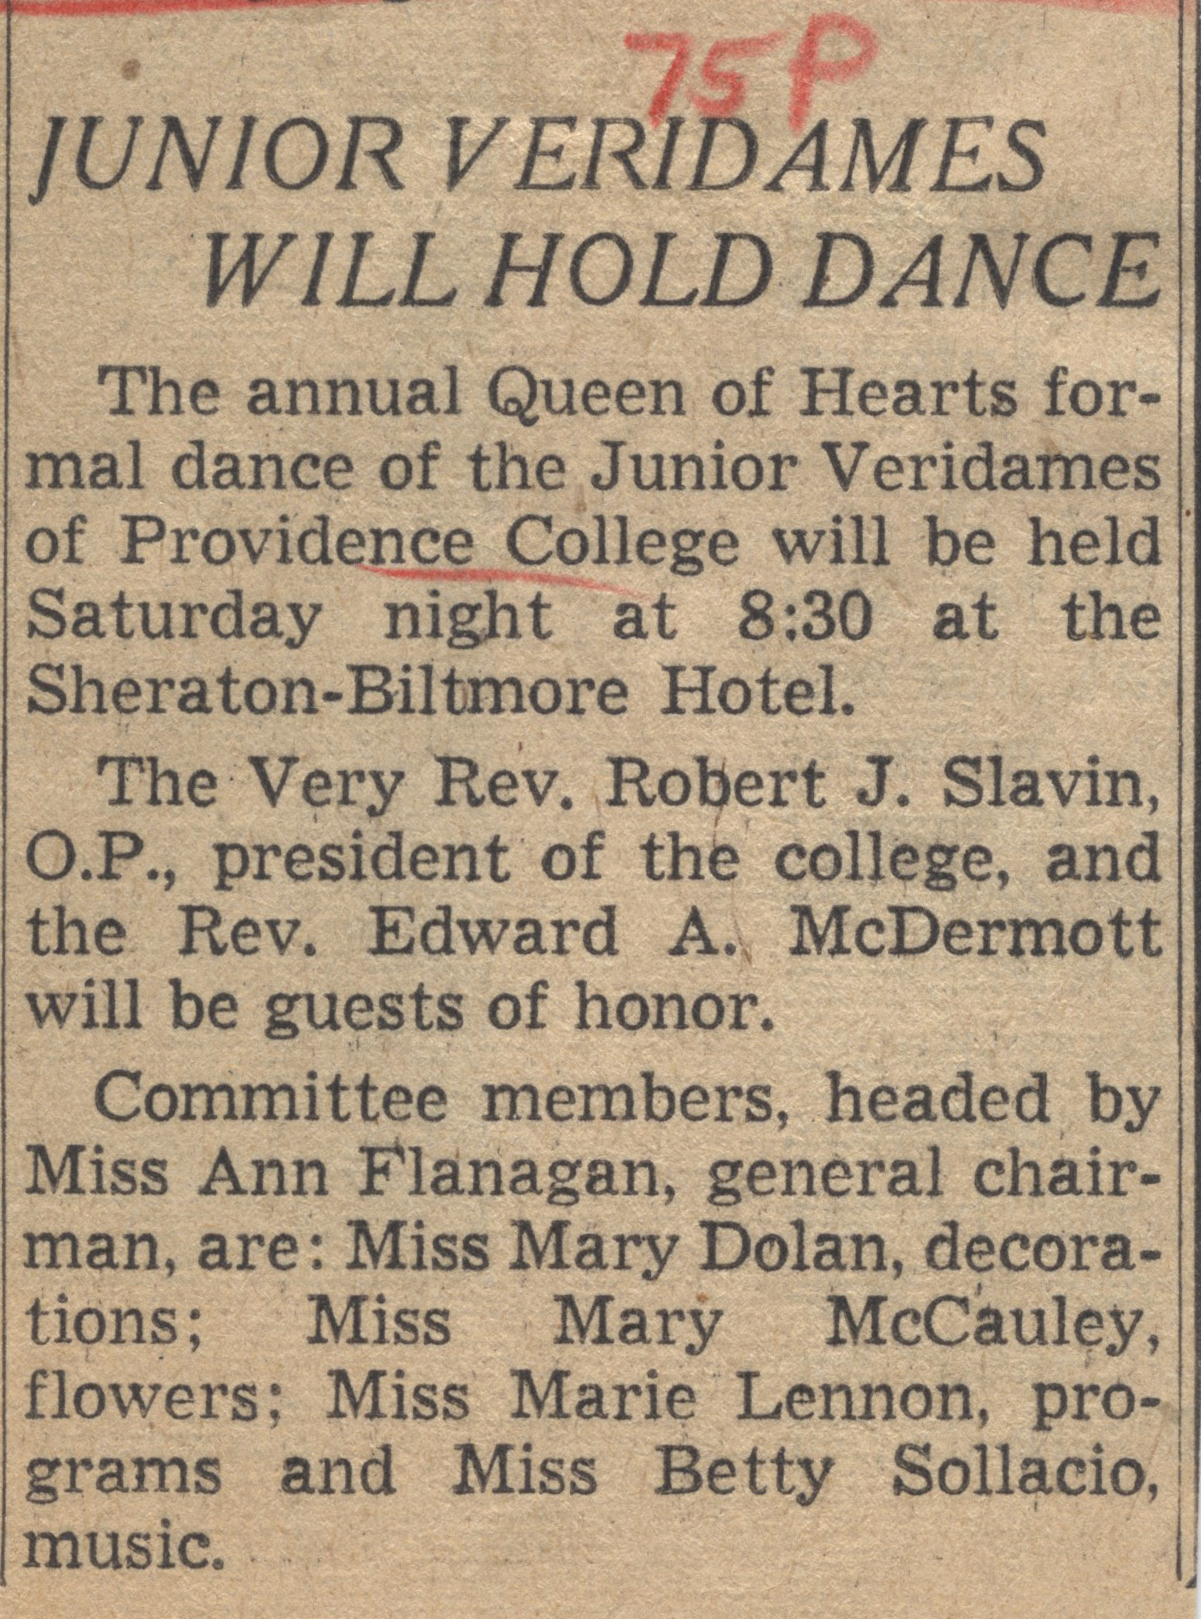 75P
JUNIOR VERIDAMES
WILL HOLD DANCE
The annual Queen of Hearts for-
mal dance of the Junior Veridames
of Providence College will be held
Saturday night at 8:30 at the
Sheraton-Biltmore Hotel.
The Very Rev. Robert J. Slavin,
O.P., president of the college, and
the Rev. Edward A. McDermott
will be guests of honor.
Committee members, headed by
Miss Ann Flanagan, general chair-
man, are: Miss Mary Dolan, decora-
tions; Miss Mary McCauley,
flowers; Miss Marie Lennon, pro-
grams and Miss Betty Sollacio,
music.